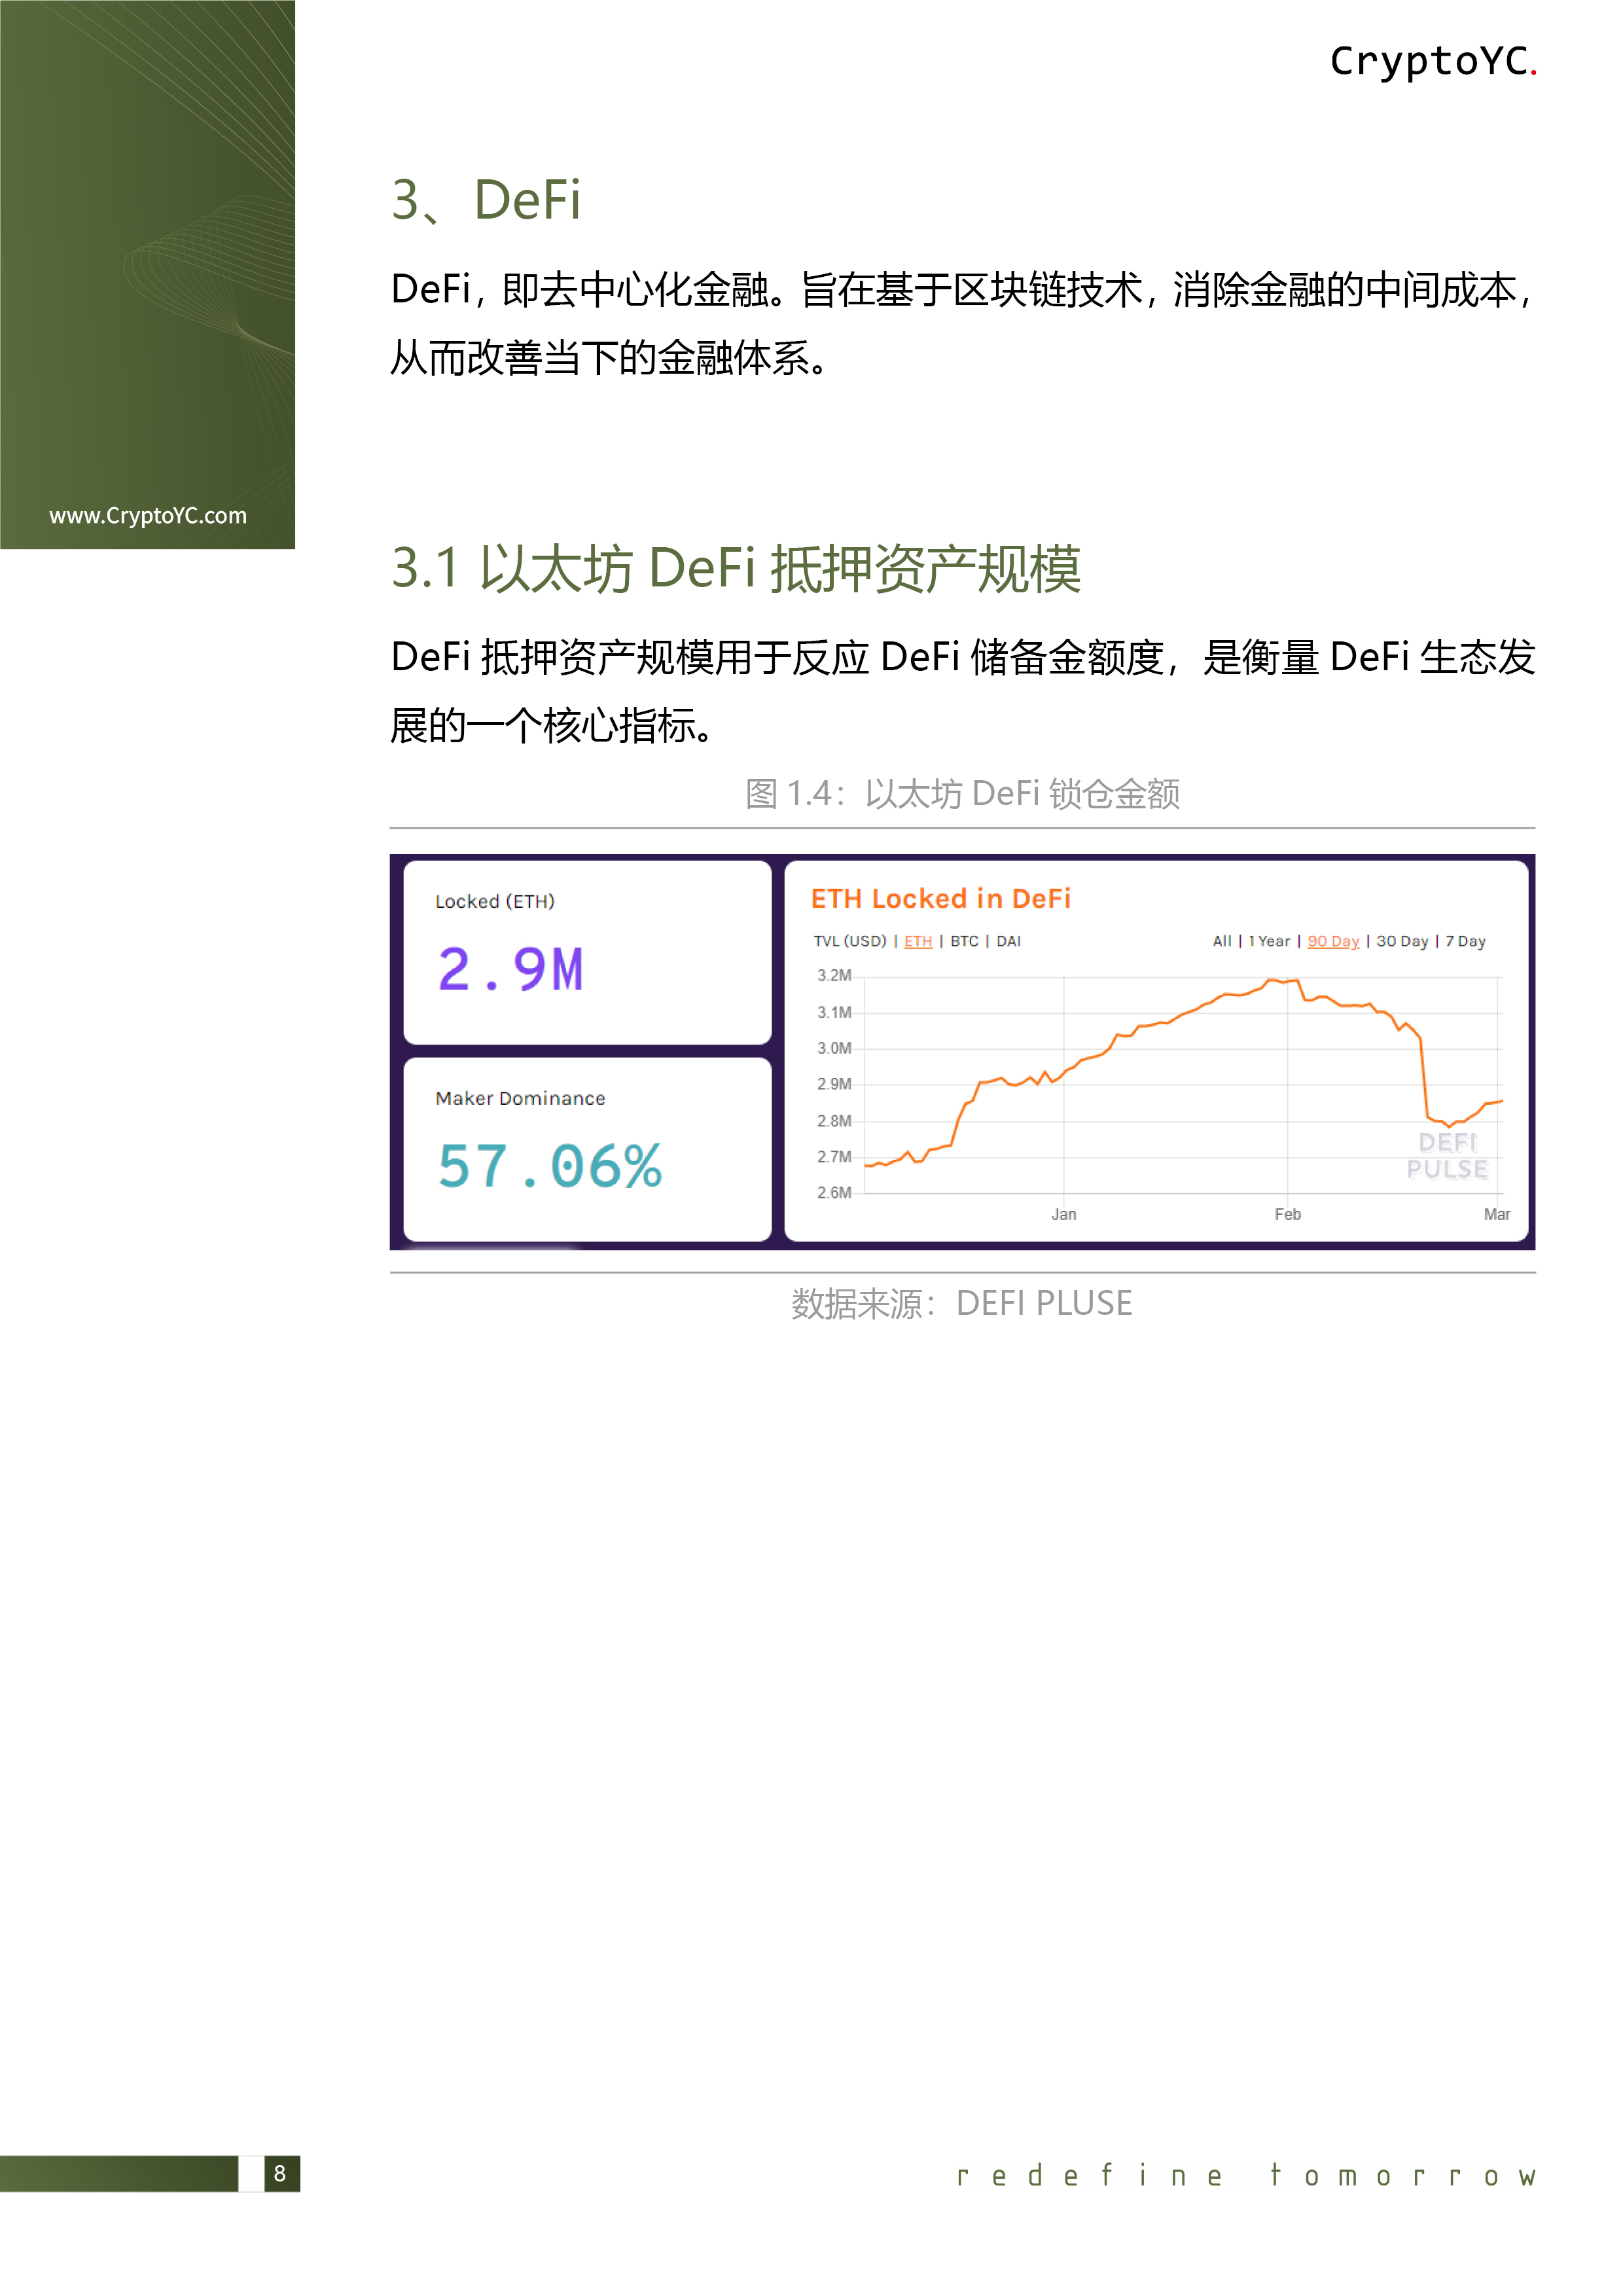 CryptoYC.
www.CryptoYC.com
3、DeFi
DeFi，即去中心化金融。旨在基于区块链技术，消除金融的中间成本，
从而改善当下的金融体系。
3.1 以太坊 DeFi 抵押资产规模
DeFi 抵押资产规模用于反应 DeFi 储备金额度，是衡量 DeFi 生态发
展的一个核心指标。
图 1.4：以太坊 DeFi 锁仓金额
Locked (ETH)
2.9M
Maker Dominance
57.06%
ETH Locked in DeFi
TVL (USD) | ETH | BTC | DAI
All | 1 Year | 90 Day | 30 Day | 7 Day
3.2M
3.1M
3.0M
2.9M
2.8M
2.7M
2.6M
Jan
Feb
Mar
DEFI
PULSE
数据来源：DEFI PLUSE
8
redefine tomorrow